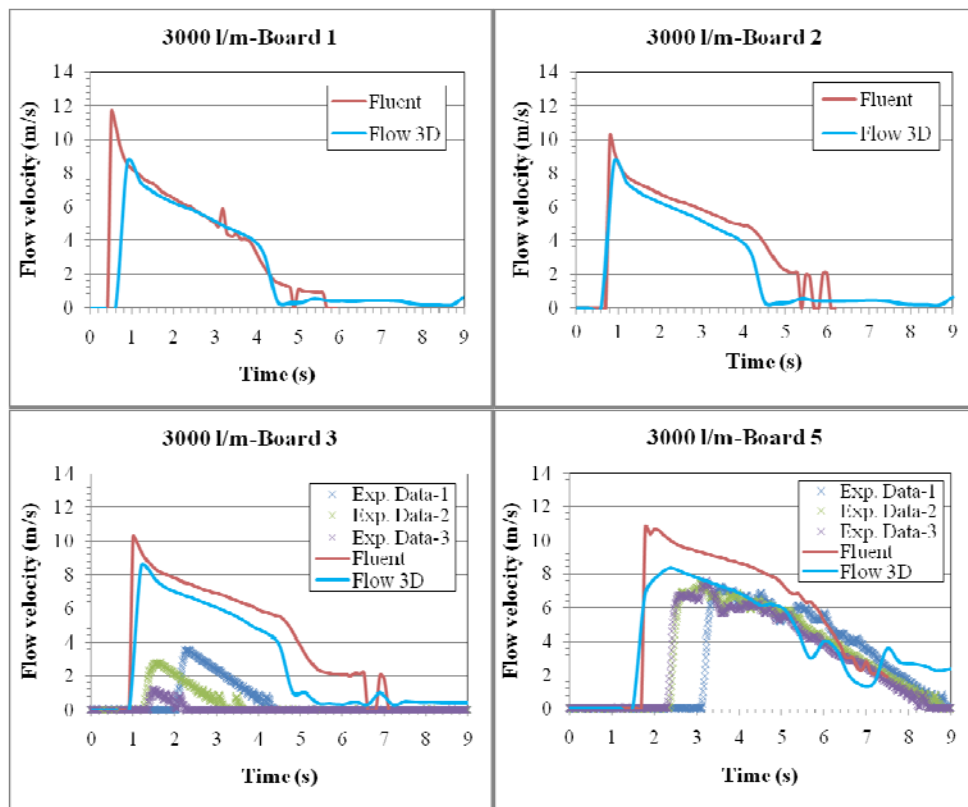 3000 l/m-Board 1
14
12
10
8
6
4
2
0
Flow velocity (m/s)
Fluent
Flow 3D
0 1 2 3 4 5 6 7 8 9
Time (s)
3000 l/m-Board 2
14
12
10
8
6
4
2
0
Flow velocity (m/s)
Fluent
Flow 3D
0 1 2 3 4 5 6 7 8 9
Time (s)
3000 l/m-Board 3
14
12
10
8
6
4
2
0
Flow velocity (m/s)
Exp. Data-1
Exp. Data-2
Exp. Data-3
Fluent
Flow 3D
0 1 2 3 4 5 6 7 8 9
Time (s)
3000 l/m-Board 5
14
12
10
8
6
4
2
0
Flow velocity (m/s)
Exp. Data-1
Exp. Data-2
Exp. Data-3
Fluent
Flow 3D
0 1 2 3 4 5 6 7 8 9
Time (s)